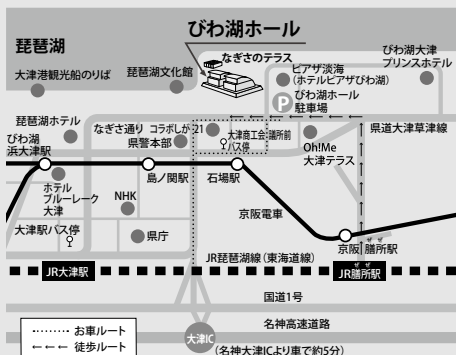 びわ湖ホール
琵琶湖
なぎさのテラス
びわ湖大津
プリンスホテル
大津港観光船のりば
琵琶湖文化館
ピアザ淡海
(ホテルピアザびわ湖)
P
びわ湖ホール
駐車場
琵琶湖ホテル
なぎさ通り
コラボしが21
大津商工会議所前
バス停
県道大津草津線
びわ湖
浜大津駅
県警本部
Oh!Me
大津テラス
ホテル
ブルーレーク
大津
島ノ関駅
石場駅
NHK
京阪電車
大津駅バス停
県庁
京阪 膳所駅
ぜぜ
JR琵琶湖線(東海道線)
JR大津駅
JR膳所駅
ぜぜ
国道1号
名神高速道路
お車ルート
徒歩ルート
大津IC
(名神大津ICより車で約5分)